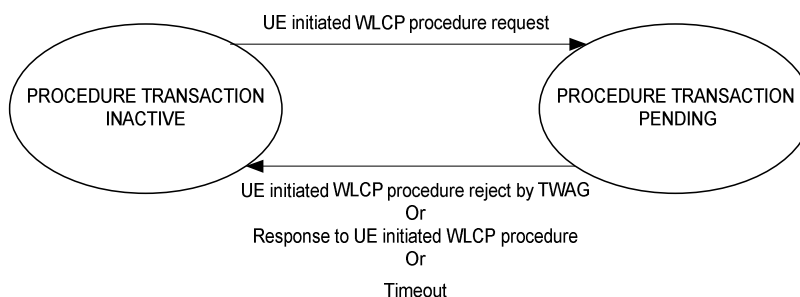 UE initiated WLCP procedure request
PROCEDURE TRANSACTION
INACTIVE
PROCEDURE TRANSACTION
PENDING
UE initiated WLCP procedure reject by TWAG
Or
Response to UE initiated WLCP procedure
Or
Timeout